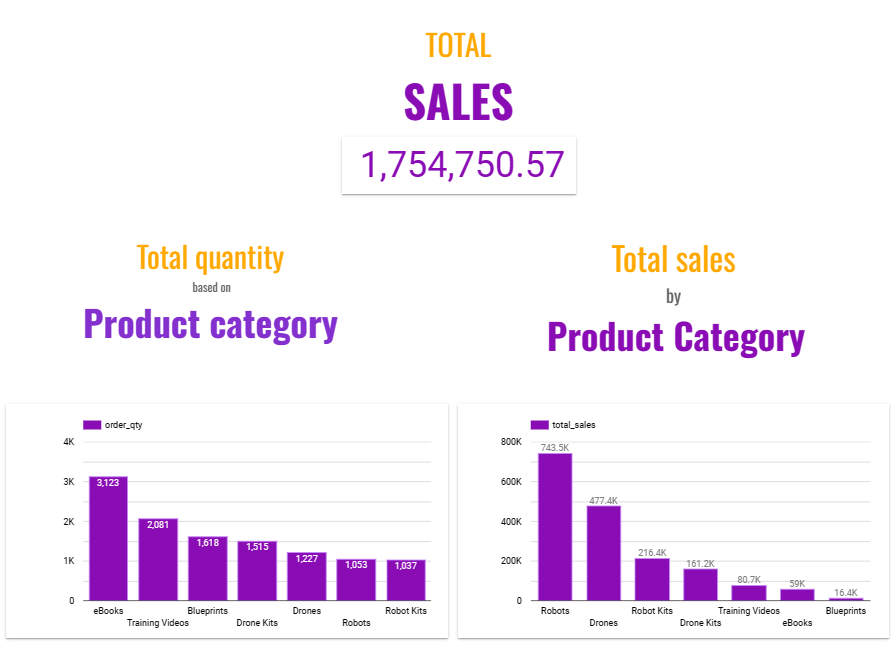 TOTAL
SALES
1,754,750.57
Total quantity
based on
Product category
Total sales
by
Product Category
order_qty
4K
3K
2K
1K
0
3,123
2,081
1,618
1,515
1,227
1,053
1,037
eBooks
Training Videos
Blueprints
Drone Kits
Drones
Robots
Robot Kits
total_sales
800K
600K
400K
200K
0
743.5K
477.4K
216.4K
161.2K
80.7K
59K
16.4K
Robots
Drones
Robot Kits
Drone Kits
Training Videos
eBooks
Blueprints